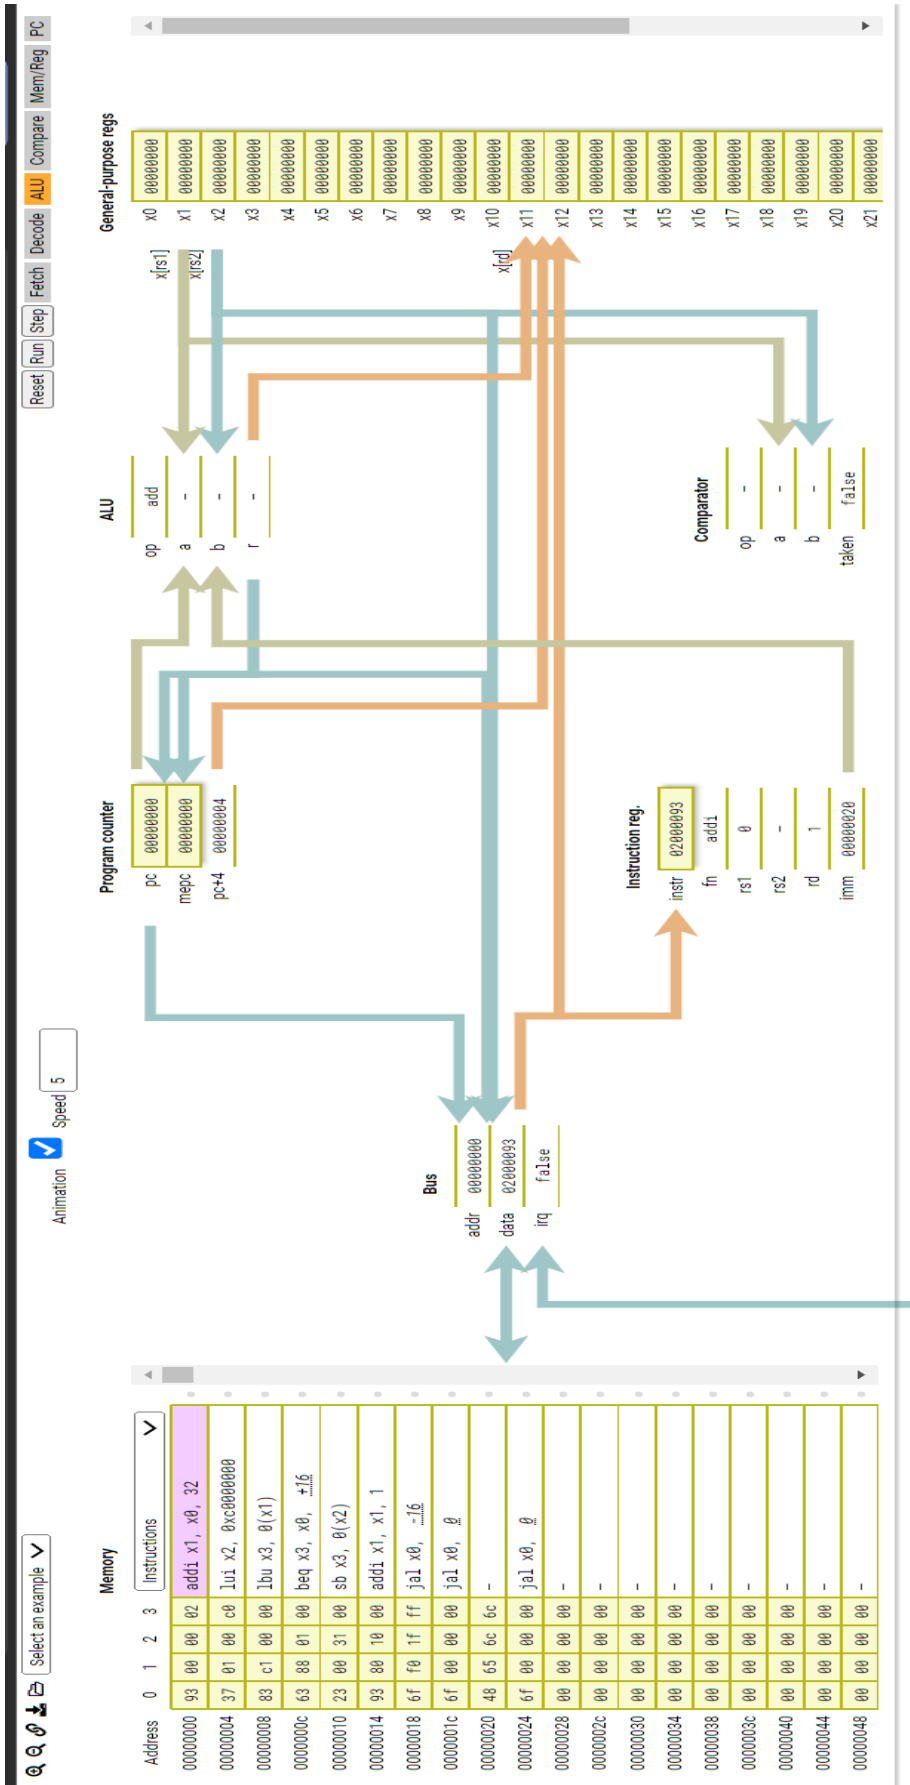 Select an example
Animation
Speed 5
Reset Run Step Fetch Decode ALU Compare Mem/Reg PC
Memory
Address 0 1 2 3 Instructions
00000000 93 00 00 02 addi x1, x0, 32
00000004 37 01 00 c0 lui x2, 0xc0000000
00000008 83 c1 00 00 lbu x3, 0(x1)
0000000c 63 88 01 00 beq x3, x0, +16
00000010 23 00 31 00 sb x3, 0(x2)
00000014 93 80 10 00 addi x1, x1, 1
00000018 6f f0 1f ff jal x0, -16
0000001c 6f 00 00 00 jal x0, 0
00000020 48 65 6c 6c –
00000024 6f 00 00 00 jal x0, 0
00000028 00 00 00 00 –
0000002c 00 00 00 00 –
00000030 00 00 00 00 –
00000034 00 00 00 00 –
00000038 00 00 00 00 –
0000003c 00 00 00 00 –
00000040 00 00 00 00 –
00000044 00 00 00 00 –
00000048 00 00 00 00 –
Bus
addr 00000000
data 02000093
irq false
Program counter
pc 00000000
mepc 00000000
pc+4 00000004
Instruction reg.
instr 02000093
fn addi
rs1 0
rs2 –
rd 1
imm 00000020
ALU
op add
a –
b –
r –
Comparator
op –
a –
b –
taken false
General-purpose regs
x[rs1]
x[rs2]
x[rd]
x0 00000000
x1 00000000
x2 00000000
x3 00000000
x4 00000000
x5 00000000
x6 00000000
x7 00000000
x8 00000000
x9 00000000
x10 00000000
x11 00000000
x12 00000000
x13 00000000
x14 00000000
x15 00000000
x16 00000000
x17 00000000
x18 00000000
x19 00000000
x20 00000000
x21 00000000